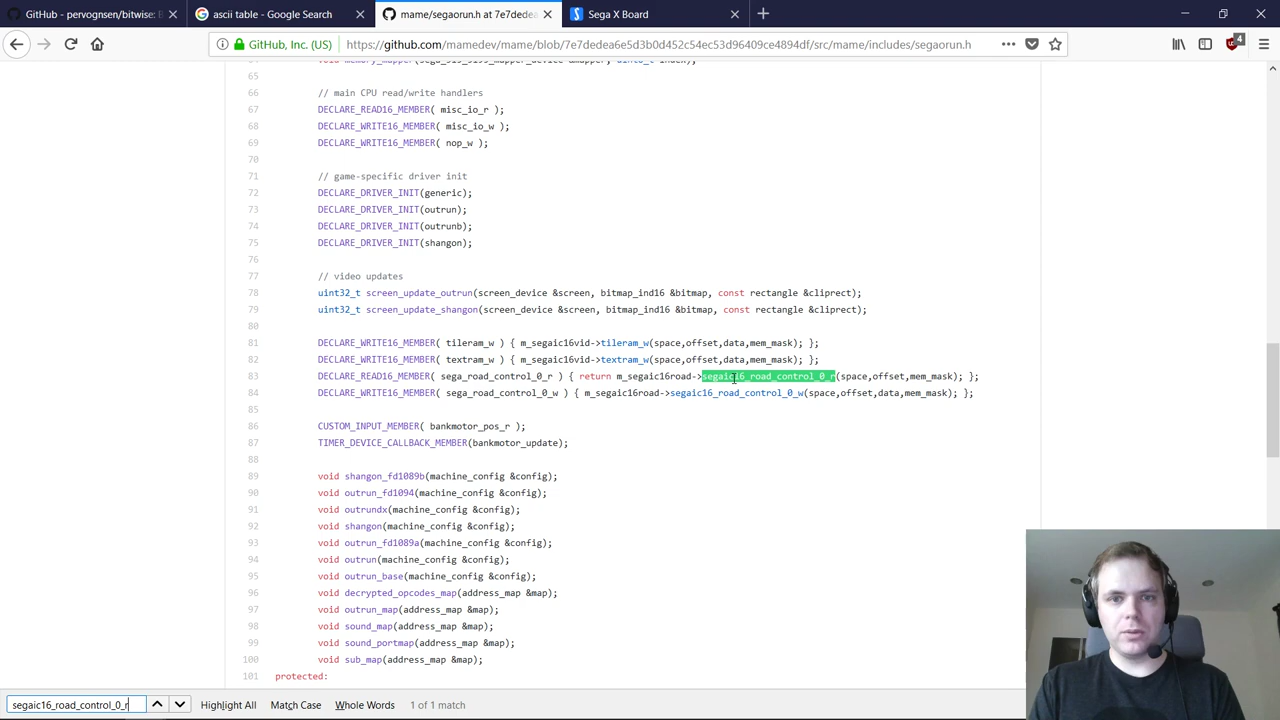 GitHub - pervognsen/bitwise: B
ascii table - Google Search
mame/segaorun.h at 7e7dedea
Sega X Board
GitHub, Inc. (US)
https://github.com/mamedev/mame/blob/7e7dedea6e5d3b0d452c54ec53d96409ce4894df/src/mame/includes/segaorun.h
4
65
66 // main CPU read/write handlers
67 DECLARE_READ16_MEMBER( misc_io_r );
68 DECLARE_WRITE16_MEMBER( misc_io_w );
69 DECLARE_WRITE16_MEMBER( nop_w );
70
71 // game-specific driver init
72 DECLARE_DRIVER_INIT(generic);
73 DECLARE_DRIVER_INIT(outrun);
74 DECLARE_DRIVER_INIT(outrunb);
75 DECLARE_DRIVER_INIT(shangon);
76
77 // video updates
78 uint32_t screen_update_outrun(screen_device &screen, bitmap_ind16 &bitmap, const rectangle &cliprect);
79 uint32_t screen_update_shangon(screen_device &screen, bitmap_ind16 &bitmap, const rectangle &cliprect);
80
81 DECLARE_WRITE16_MEMBER( tileram_w ) { m_segaic16vid->tileram_w(space,offset,data,mem_mask); };
82 DECLARE_WRITE16_MEMBER( textram_w ) { m_segaic16vid->textram_w(space,offset,data,mem_mask); };
83 DECLARE_READ16_MEMBER( sega_road_control_0_r ) { return m_segaic16road->segaic16_road_control_0_r(space,offset,mem_mask); };
84 DECLARE_WRITE16_MEMBER( sega_road_control_0_w ) { m_segaic16road->segaic16_road_control_0_w(space,offset,data,mem_mask); };
85
86 CUSTOM_INPUT_MEMBER( bankmotor_pos_r );
87 TIMER_DEVICE_CALLBACK_MEMBER(bankmotor_update);
88
89 void shangon_fd1089b(machine_config &config);
90 void outrun_fd1094(machine_config &config);
91 void outrundx(machine_config &config);
92 void shangon(machine_config &config);
93 void outrun_fd1089a(machine_config &config);
94 void outrun(machine_config &config);
95 void outrun_base(machine_config &config);
96 void decrypted_opcodes_map(address_map &map);
97 void outrun_map(address_map &map);
98 void sound_map(address_map &map);
99 void sound_portmap(address_map &map);
100 void sub_map(address_map &map);
101 protected:
segaic16_road_control_0_r
Highlight All
Match Case
Whole Words
1 of 1 match